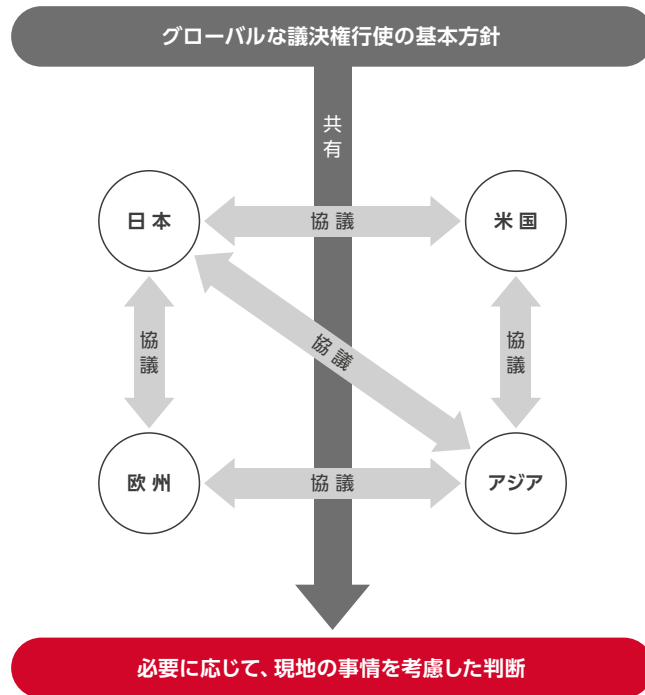 グローバルな議決権行使の基本方針
共有
日本
協議
米国
協議
協議
協議
欧州
協議
アジア
必要に応じて、現地の事情を考慮した判断